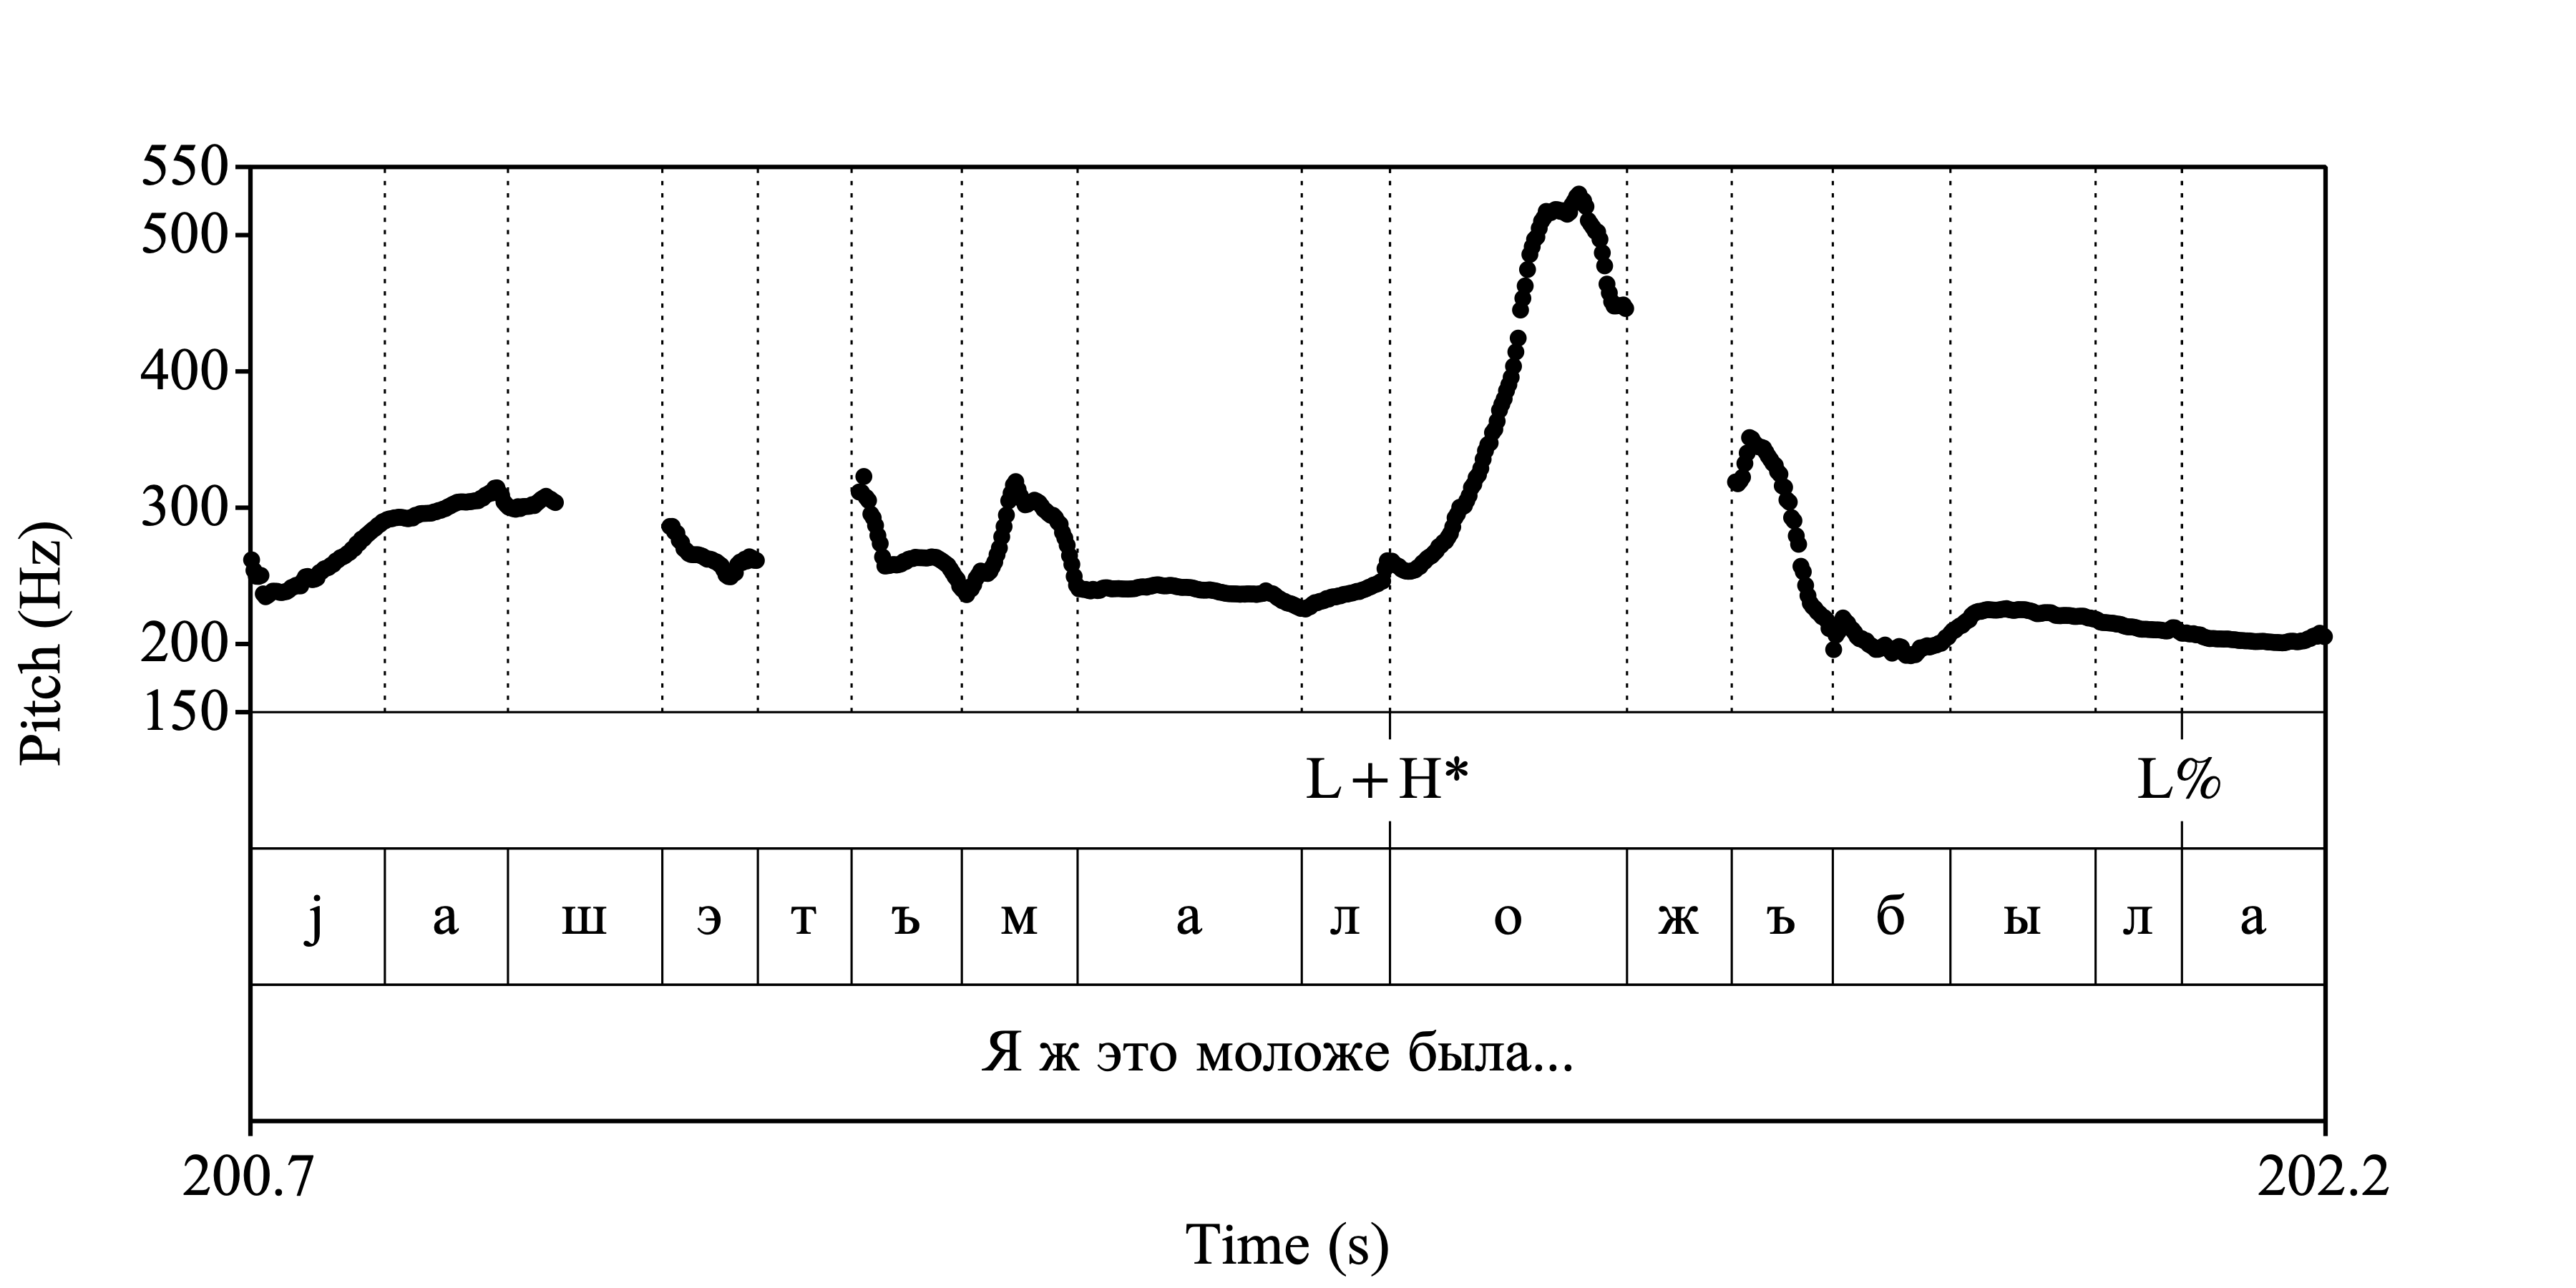 550
500
400
300
200
150
Pitch (Hz)
L+H* L%
ј а ш э т ъ м а л о ж ъ б ы л а
Я ж это моложе была...
200.7 202.2
Time (s)